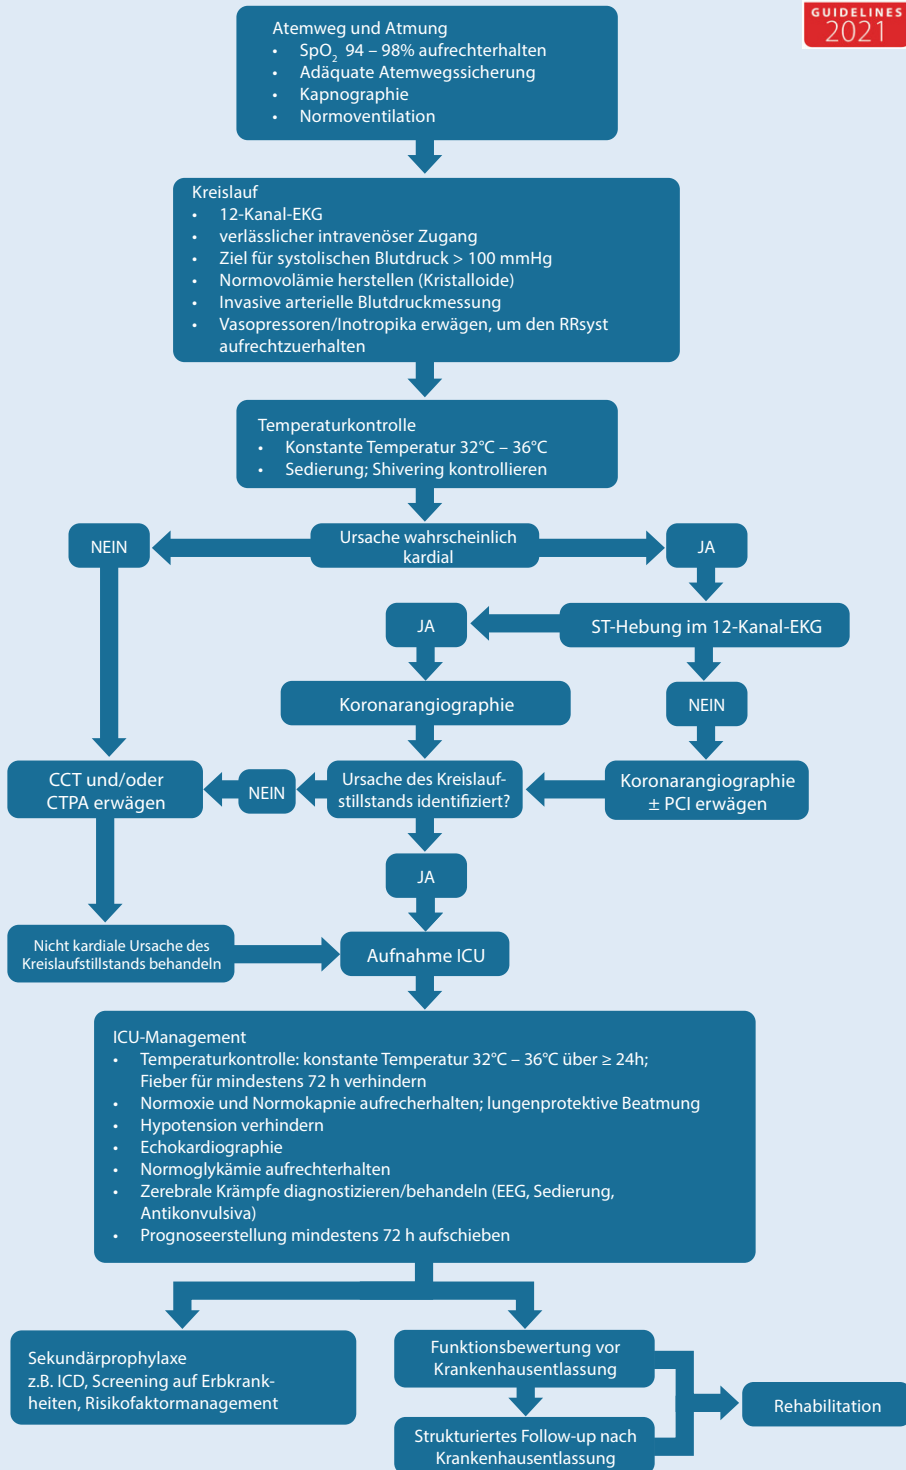 GUIDELINES
2021
Atemweg und Atmung
• SpO₂ 94 – 98% aufrechterhalten
• Adäquate Atemwegssicherung
• Kapnographie
• Normoventilation
Kreislauf
• 12-Kanal-EKG
• verlässlicher intravenöser Zugang
• Ziel für systolischen Blutdruck > 100 mmHg
• Normovolämie herstellen (Kristalloide)
• Invasive arterielle Blutdruckmessung
• Vasopressoren/Inotropika erwägen, um den RRsyst
aufrechtzuerhalten
Temperaturkontrolle
• Konstante Temperatur 32°C – 36°C
• Sedierung; Shivering kontrollieren
NEIN
Ursache wahrscheinlich
kardial
JA
JA
ST-Hebung im 12-Kanal-EKG
Koronarangiographie
NEIN
CCT und/oder
CTPA erwägen
NEIN
Ursache des Kreislauf-
stillstands identifiziert?
Koronarangiographie
± PCI erwägen
JA
Nicht kardiale Ursache des
Kreislaufstillstands behandeln
Aufnahme ICU
ICU-Management
• Temperaturkontrolle: konstante Temperatur 32°C – 36°C über ≥ 24h;
Fieber für mindestens 72 h verhindern
• Normoxie und Normokapnie aufrecherhalten; lungenprotektive Beatmung
• Hypotension verhindern
• Echokardiographie
• Normoglykämie aufrechterhalten
• Zerebrale Krämpfe diagnostizieren/behandeln (EEG, Sedierung,
Antikonvulsiva)
• Prognoseerstellung mindestens 72 h aufschieben
Sekundärprophylaxe
z.B. ICD, Screening auf Erbkrank-
heiten, Risikofaktormanagement
Funktionsbewertung vor
Krankenhausentlassung
Rehabilitation
Strukturiertes Follow-up nach
Krankenhausentlassung